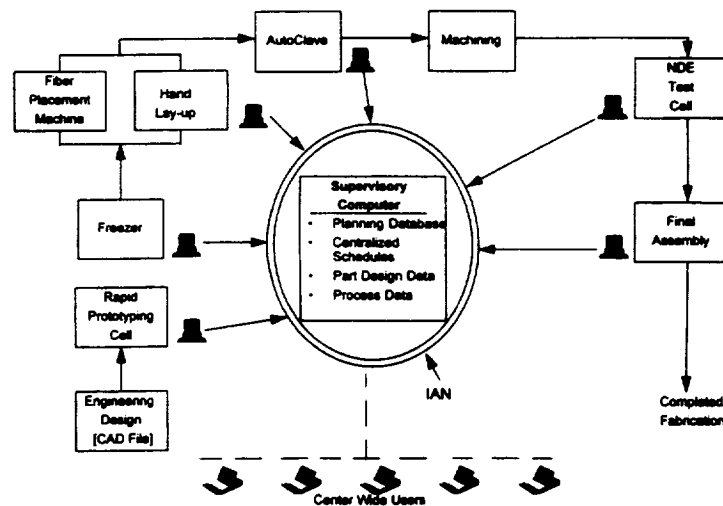 AutoClave
Machining
Fiber
Placement
Machine
Hand
Lay-up
NDE
Test
Cell
Supervisory
Computer
· Planning Database
· Centralized
Schedules
· Part Design Data
· Process Data
Freezer
Final
Assembly
Rapid
Prototyping
Cell
IAN
Engineering
Design
[CAD File]
Completed
Fabrication
Center Wide Users